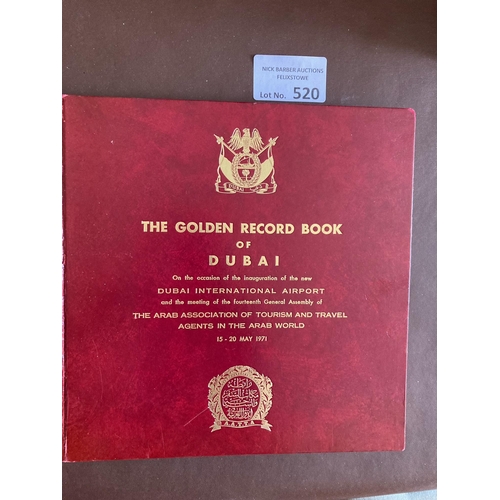 NICK BARBER AUCTIONS
FELIXSTOWE
Lot No. 520
DUBAI
THE GOLDEN RECORD BOOK
OF
DUBAI
On the occasion of the inauguration of the new
DUBAI INTERNATIONAL AIRPORT
and the meeting of the fourteenth General Assembly of
THE ARAB ASSOCIATION OF TOURISM AND TRAVEL
AGENTS IN THE ARAB WORLD
15 - 20 MAY 1971
A.A.T.T.A.